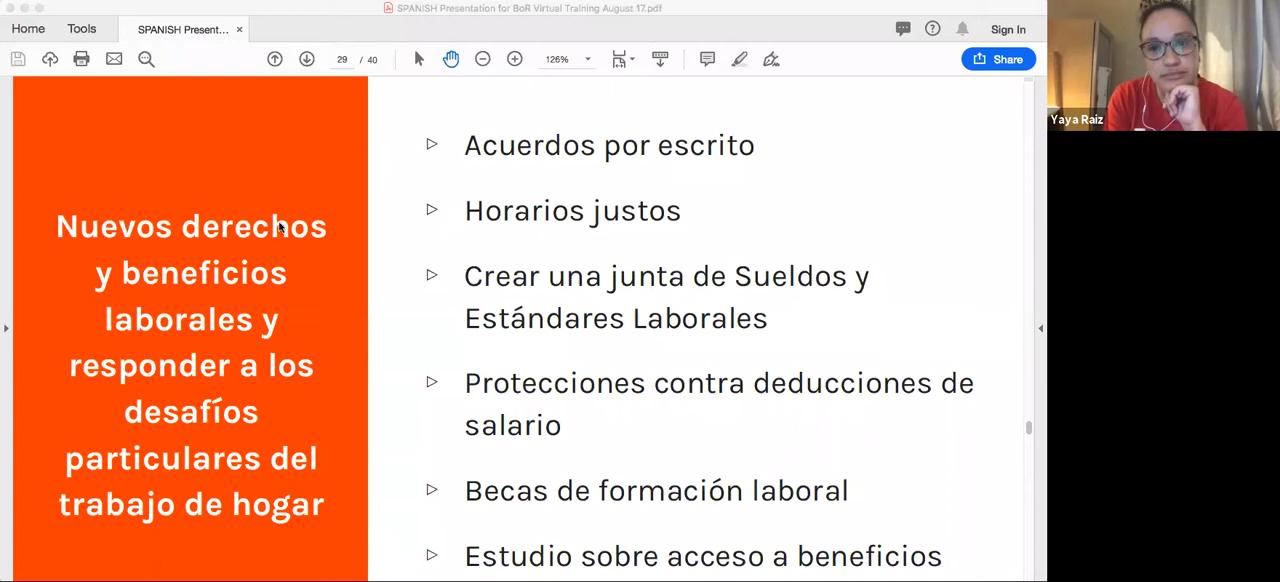 SPANISH Presentation for BoR Virtual Training August 17.pdf
Home Tools SPANISH Present... × Sign In
29 / 40 126% Share
Yaya Raiz
Nuevos derechos
y beneficios
laborales y
responder a los
desafíos
particulares del
trabajo de hogar
▷ Acuerdos por escrito
▷ Horarios justos
▷ Crear una junta de Sueldos y
Estándares Laborales
▷ Protecciones contra deducciones de
salario
▷ Becas de formación laboral
▷ Estudio sobre acceso a beneficios